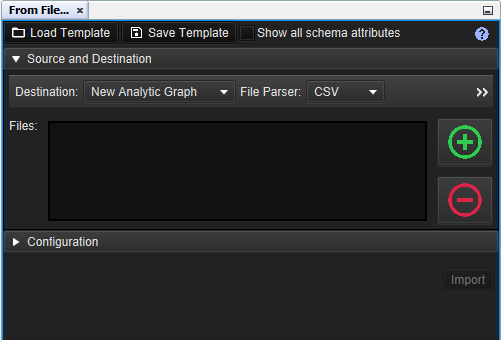 From File... ×
Load Template Save Template Show all schema attributes ?
Source and Destination
Destination: New Analytic Graph File Parser: CSV »
Files:
Configuration
Import